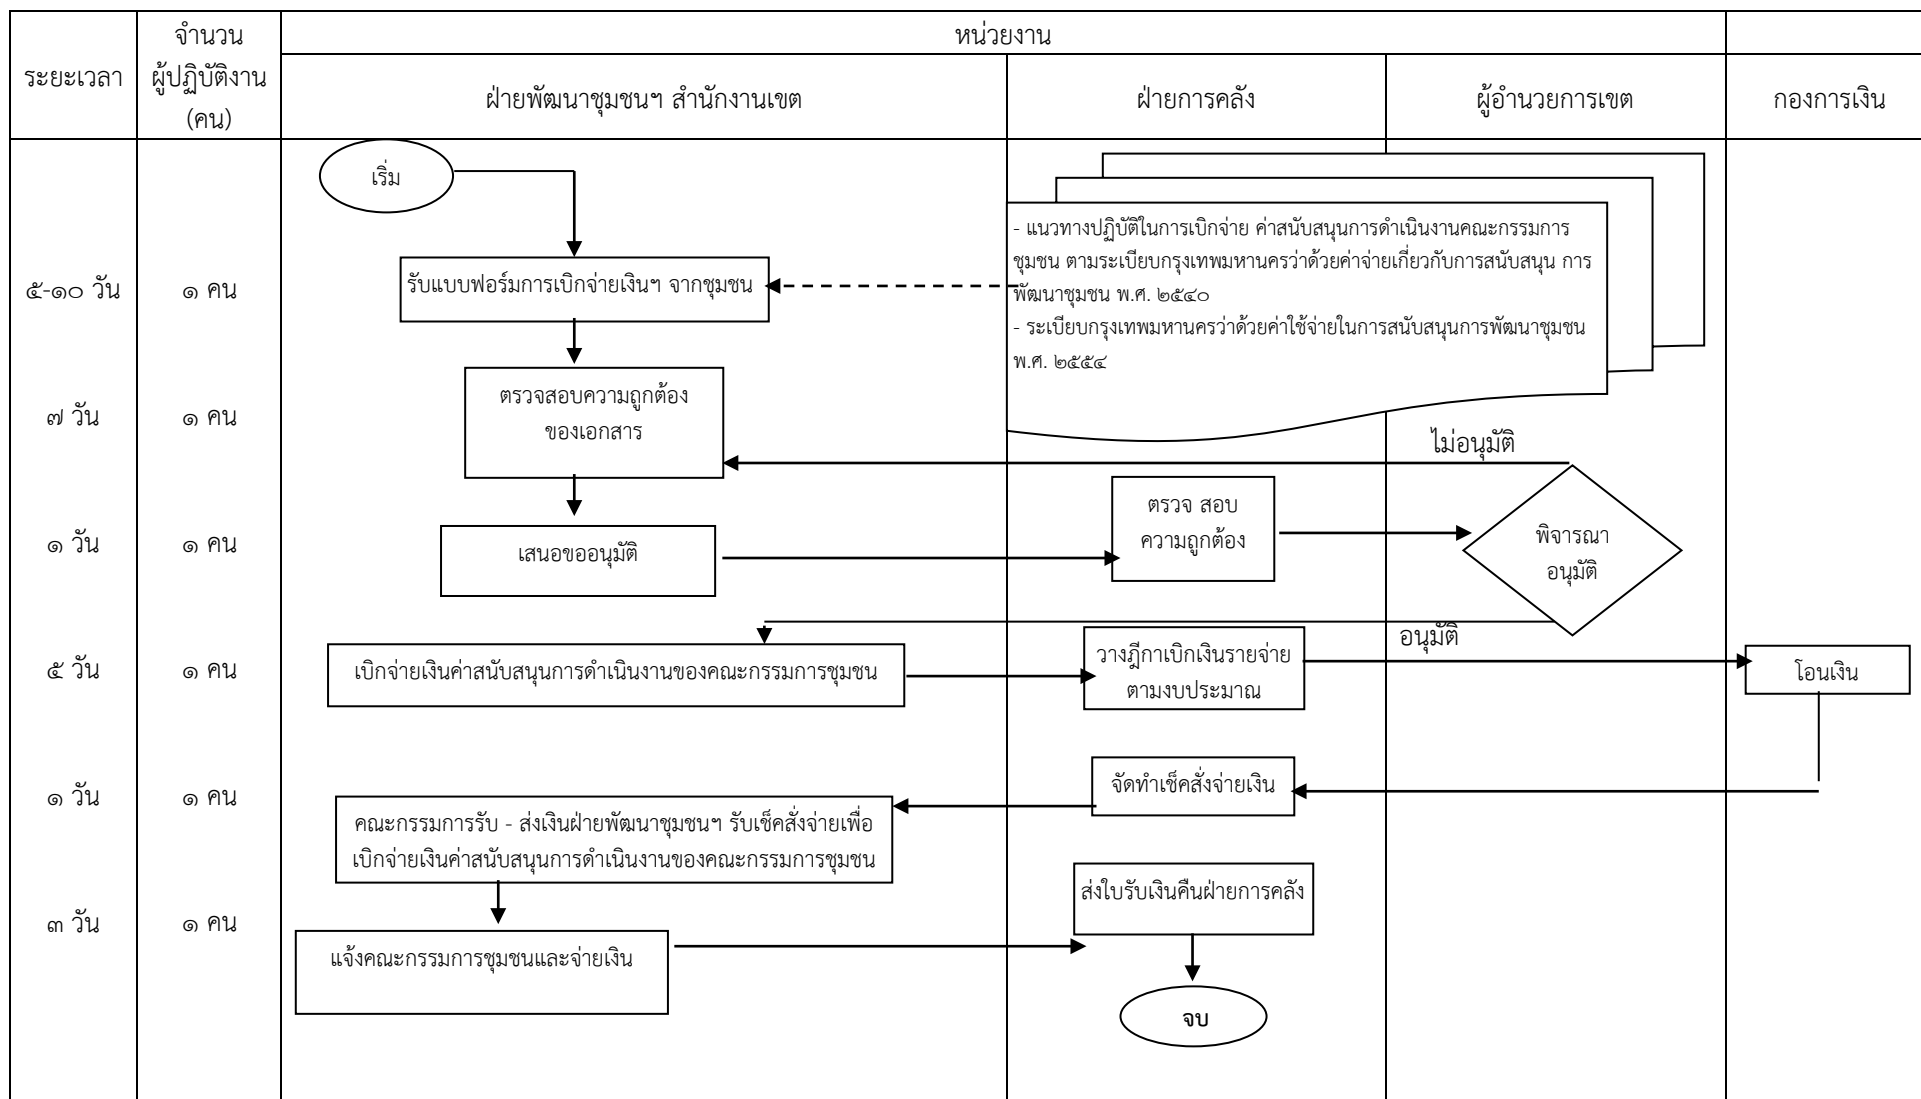 ระยะเวลา
จำนวน
ผู้ปฏิบัติงาน
(คน)
หน่วยงาน
ฝ่ายพัฒนาชุมชนฯ สำนักงานเขต
ฝ่ายการคลัง
ผู้อำนวยการเขต
กองการเงิน
เริ่ม
- แนวทางปฏิบัติในการเบิกจ่าย ค่าสนับสนุนการดำเนินงานคณะกรรมการ
ชุมชน ตามระเบียบกรุงเทพมหานครว่าด้วยค่าจ่ายเกี่ยวกับการสนับสนุน การ
พัฒนาชุมชน พ.ศ. ๒๕๔๐
- ระเบียบกรุงเทพมหานครว่าด้วยค่าใช้จ่ายในการสนับสนุนการพัฒนาชุมชน
พ.ศ. ๒๕๕๔
๕-๑๐ วัน
๑ คน
รับแบบฟอร์มการเบิกจ่ายเงินฯ จากชุมชน
๗ วัน
๑ คน
ตรวจสอบความถูกต้อง
ของเอกสาร
ไม่อนุมัติ
๑ วัน
๑ คน
เสนอขออนุมัติ
ตรวจ สอบ
ความถูกต้อง
พิจารณา
อนุมัติ
อนุมัติ
๕ วัน
๑ คน
เบิกจ่ายเงินค่าสนับสนุนการดำเนินงานของคณะกรรมการชุมชน
วางฎีกาเบิกเงินรายจ่าย
ตามงบประมาณ
โอนเงิน
๑ วัน
๑ คน
จัดทำเช็คสั่งจ่ายเงิน
คณะกรรมการรับ - ส่งเงินฝ่ายพัฒนาชุมชนฯ รับเช็คสั่งจ่ายเพื่อ
เบิกจ่ายเงินค่าสนับสนุนการดำเนินงานของคณะกรรมการชุมชน
๓ วัน
๑ คน
ส่งใบรับเงินคืนฝ่ายการคลัง
แจ้งคณะกรรมการชุมชนและจ่ายเงิน
จบ